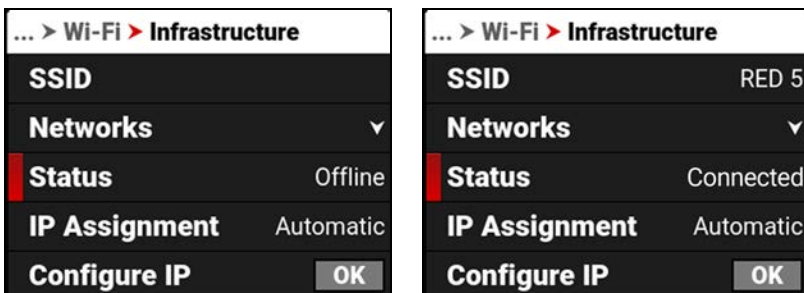 ... > Wi-Fi > Infrastructure
SSID
Networks
Status Offline
IP Assignment Automatic
Configure IP OK
... > Wi-Fi > Infrastructure
SSID RED 5
Networks
Status Connected
IP Assignment Automatic
Configure IP OK